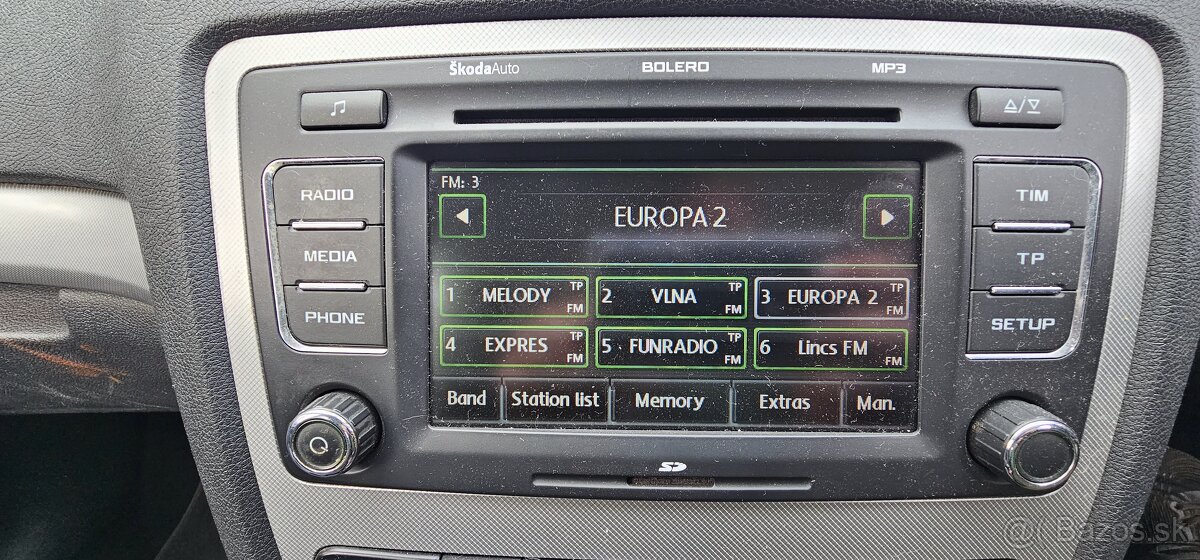 ŠkodaAuto BOLERO MP3
RADIO
MEDIA
PHONE
FM: 3
EUROPA 2
1 MELODY TP FM
2 VLNA TP FM
3 EUROPA 2 TP FM
4 EXPRES TP FM
5 FUNRADIO TP FM
6 Lincs FM FM
Band Station list Memory Extras Man.
TIM
TP
SETUP
SD
Bazos.sk